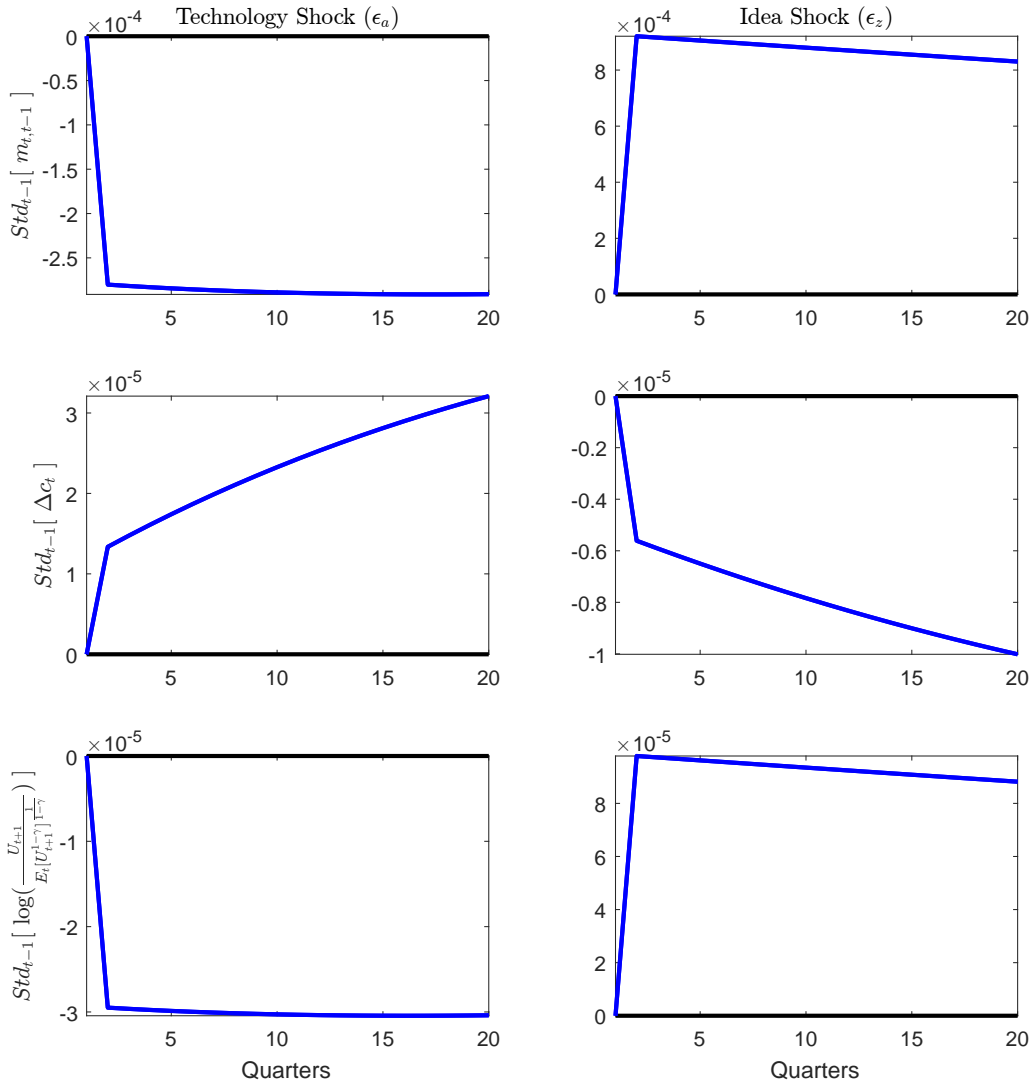 Technology Shock (ϵ_a)
×10^-4
Std_{t−1}[ m_{t,t−1} ]
0
-0.5
-1
-1.5
-2
-2.5
5 10 15 20
Idea Shock (ϵ_z)
×10^-4
8
6
4
2
0
5 10 15 20
×10^-5
Std_{t−1}[ Δc_t ]
3
2
1
0
5 10 15 20
×10^-5
0
-0.2
-0.4
-0.6
-0.8
-1
5 10 15 20
×10^-5
Std_{t−1}[ log(\frac{U_{t+1}}{E_t[U_{t+1}^{1−γ}]^{\frac{1}{1−γ}}}) ]
0
-1
-2
-3
5 10 15 20
Quarters
×10^-5
8
6
4
2
0
5 10 15 20
Quarters